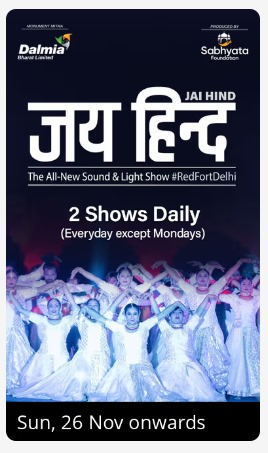 MONUMENT MITRA
Dalmia
Bharat Limited
PRODUCED BY
Sabhyata
Foundation
JAI HIND
जय हिन्द
The All-New Sound & Light Show #RedFortDelhi
2 Shows Daily
(Everyday except Mondays)
Sun, 26 Nov onwards